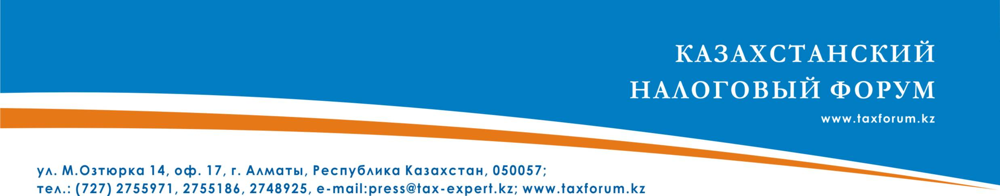 КАЗАХСТАНСКИЙ
НАЛОГОВЫЙ ФОРУМ
www.taxforum.kz
ул. М.Озтюрка 14, оф. 17, г. Алматы, Республика Казахстан, 050057;
тел.: (727) 2755971, 2755186, 2748925, e-mail:press@tax-expert.kz; www.taxforum.kz